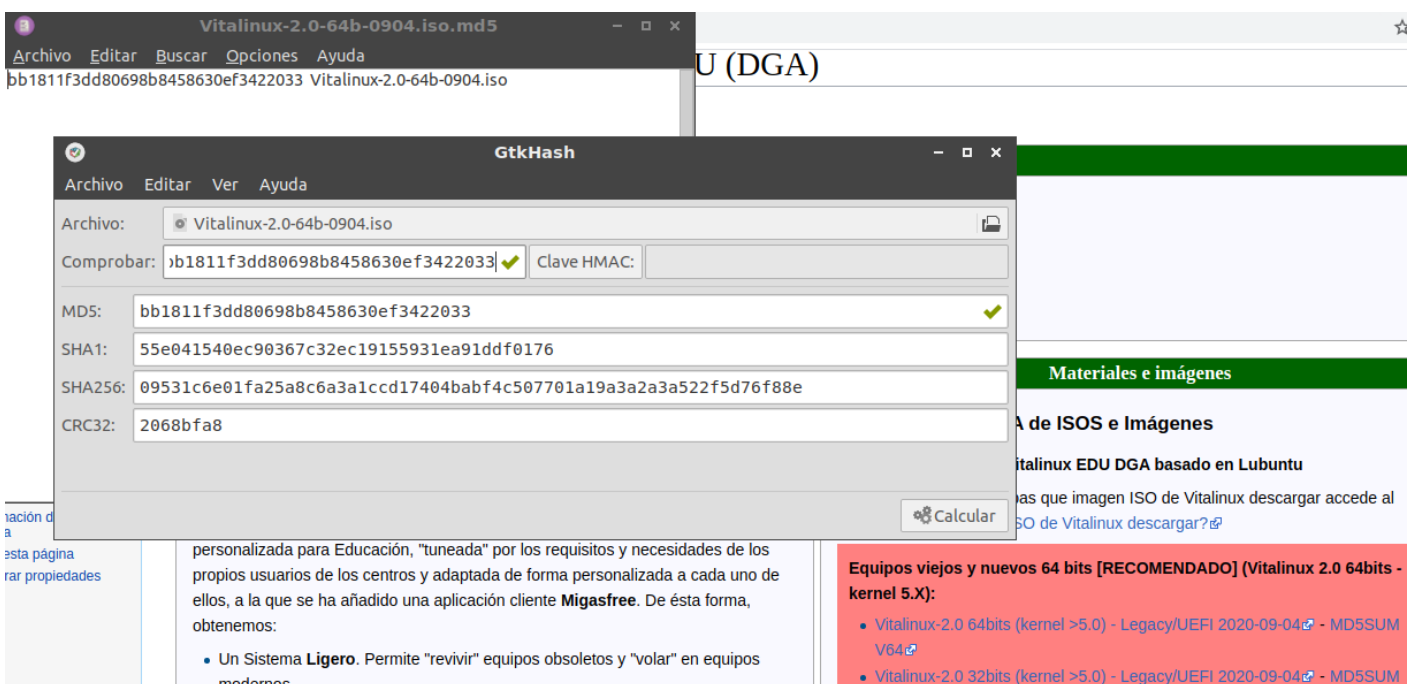 Vitalinux-2.0-64b-0904.iso.md5
Archivo Editar Buscar Opciones Ayuda
bb1811f3dd80698b8458630ef3422033 Vitalinux-2.0-64b-0904.iso
U (DGA)
GtkHash
Archivo Editar Ver Ayuda
Archivo: Vitalinux-2.0-64b-0904.iso
Comprobar: bb1811f3dd80698b8458630ef3422033 Clave HMAC:
MD5: bb1811f3dd80698b8458630ef3422033
SHA1: 55e041540ec90367c32ec19155931ea91ddf0176
SHA256: 09531c6e01fa25a8c6a3a1ccd17404babf4c507701a19a3a2a3a522f5d76f88e
CRC32: 2068bfa8
Calcular
mación d
a
esta página
rar propiedades
personalizada para Educación, "tuneada" por los requisitos y necesidades de los
propios usuarios de los centros y adaptada de forma personalizada a cada uno de
ellos, a la que se ha añadido una aplicación cliente Migasfree. De ésta forma,
obtenemos:
• Un Sistema Ligero. Permite "revivir" equipos obsoletos y "volar" en equipos
modernos
Materiales e imágenes
A de ISOS e Imágenes
italinux EDU DGA basado en Lubuntu
as que imagen ISO de Vitalinux descargar accede al
SO de Vitalinux descargar?
Equipos viejos y nuevos 64 bits [RECOMENDADO] (Vitalinux 2.0 64bits -
kernel 5.X):
• Vitalinux-2.0 64bits (kernel >5.0) - Legacy/UEFI 2020-09-04 - MD5SUM
V64
• Vitalinux-2.0 32bits (kernel >5.0) - Legacy/UEFI 2020-09-04 - MD5SUM